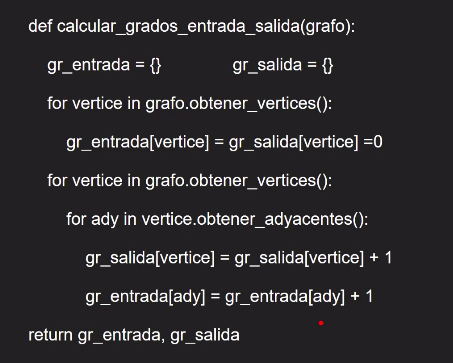 def calcular_grados_entrada_salida(grafo):
gr_entrada = {} gr_salida = {}
for vertice in grafo.obtener_vertices():
gr_entrada[vertice] = gr_salida[vertice] =0
for vertice in grafo.obtener_vertices():
for ady in vertice.obtener_adyacentes():
gr_salida[vertice] = gr_salida[vertice] + 1
gr_entrada[ady] = gr_entrada[ady] + 1
return gr_entrada, gr_salida